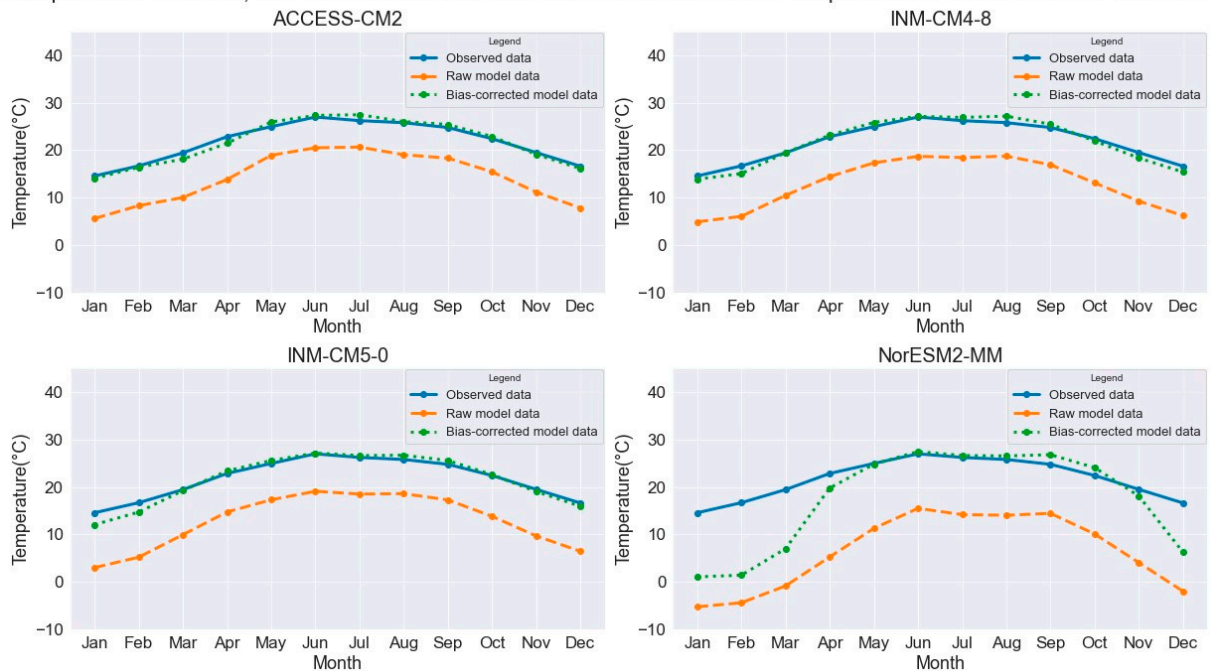 ACCESS-CM2
40
30
20
10
0
−10
Temperature(°C)
Legend
Observed data
Raw model data
Bias-corrected model data
Jan Feb Mar Apr May Jun Jul Aug Sep Oct Nov Dec
Month
INM-CM4-8
40
30
20
10
0
−10
Temperature(°C)
Legend
Observed data
Raw model data
Bias-corrected model data
Jan Feb Mar Apr May Jun Jul Aug Sep Oct Nov Dec
Month
INM-CM5-0
40
30
20
10
0
−10
Temperature(°C)
Legend
Observed data
Raw model data
Bias-corrected model data
Jan Feb Mar Apr May Jun Jul Aug Sep Oct Nov Dec
Month
NorESM2-MM
40
30
20
10
0
−10
Temperature(°C)
Legend
Observed data
Raw model data
Bias-corrected model data
Jan Feb Mar Apr May Jun Jul Aug Sep Oct Nov Dec
Month